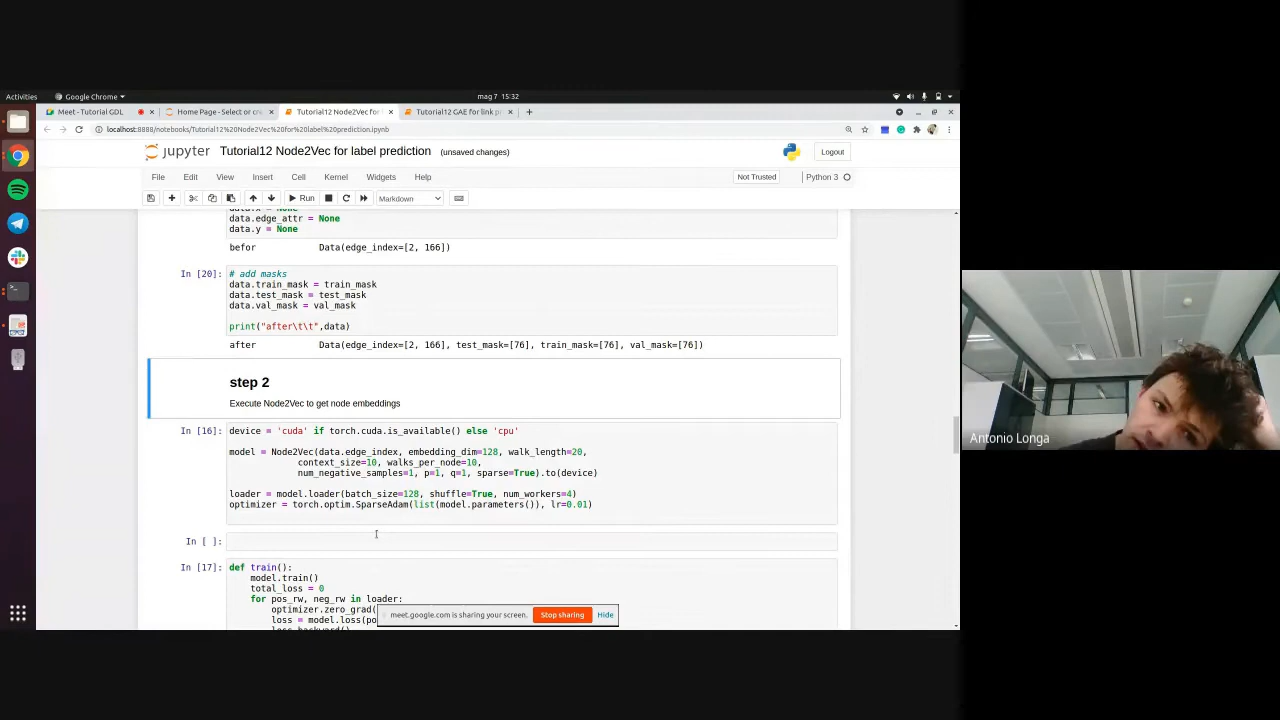 Activities
Google Chrome
mag 7 15:32
Meet - Tutorial GDL
Home Page - Select or cre
Tutorial12 Node2Vec for
Tutorial12 GAE for link p
localhost:8888/notebooks/Tutorial12%20Node2Vec%20for%20label%20prediction.ipynb
jupyter Tutorial12 Node2Vec for label prediction (unsaved changes)
Logout
File Edit View Insert Cell Kernel Widgets Help
Not Trusted
Python 3
Run
Markdown
data.edge_attr = None
data.y = None
befor Data(edge_index=[2, 166])
In [20]: # add masks
data.train_mask = train_mask
data.test_mask = test_mask
data.val_mask = val_mask
print("after\t\t",data)
after Data(edge_index=[2, 166], test_mask=[76], train_mask=[76], val_mask=[76])
step 2
Execute Node2Vec to get node embeddings
In [16]: device = 'cuda' if torch.cuda.is_available() else 'cpu'
model = Node2Vec(data.edge_index, embedding_dim=128, walk_length=20,
context_size=10, walks_per_node=10,
num_negative_samples=1, p=1, q=1, sparse=True).to(device)
loader = model.loader(batch_size=128, shuffle=True, num_workers=4)
optimizer = torch.optim.SparseAdam(list(model.parameters()), lr=0.01)
In [ ]:
In [17]: def train():
model.train()
total_loss = 0
for pos_rw, neg_rw in loader:
optimizer.zero_grad(
loss = model.loss(po
meet.google.com is sharing your screen.
Stop sharing
Hide
Antonio Longa